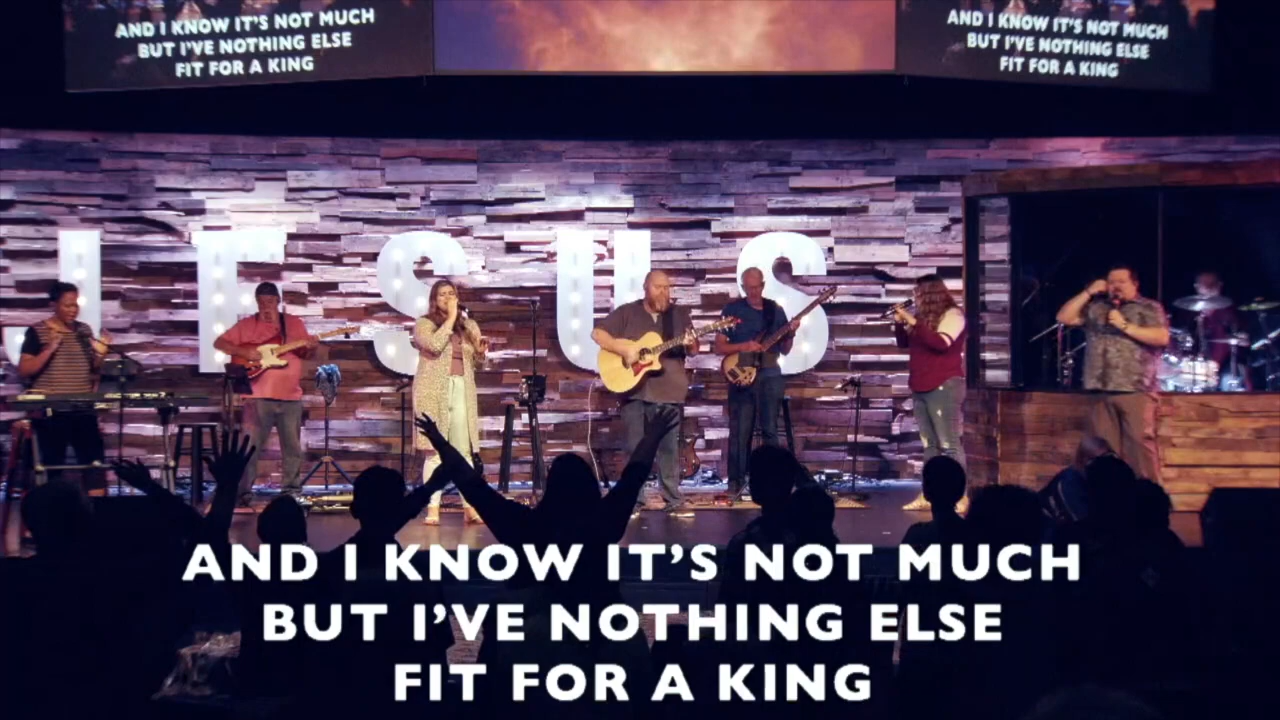 AND I KNOW IT'S NOT MUCH
BUT I'VE NOTHING ELSE
FIT FOR A KING
AND I KNOW IT'S NOT MUCH
BUT I'VE NOTHING ELSE
FIT FOR A KING
JESUS
AND I KNOW IT'S NOT MUCH
BUT I'VE NOTHING ELSE
FIT FOR A KING